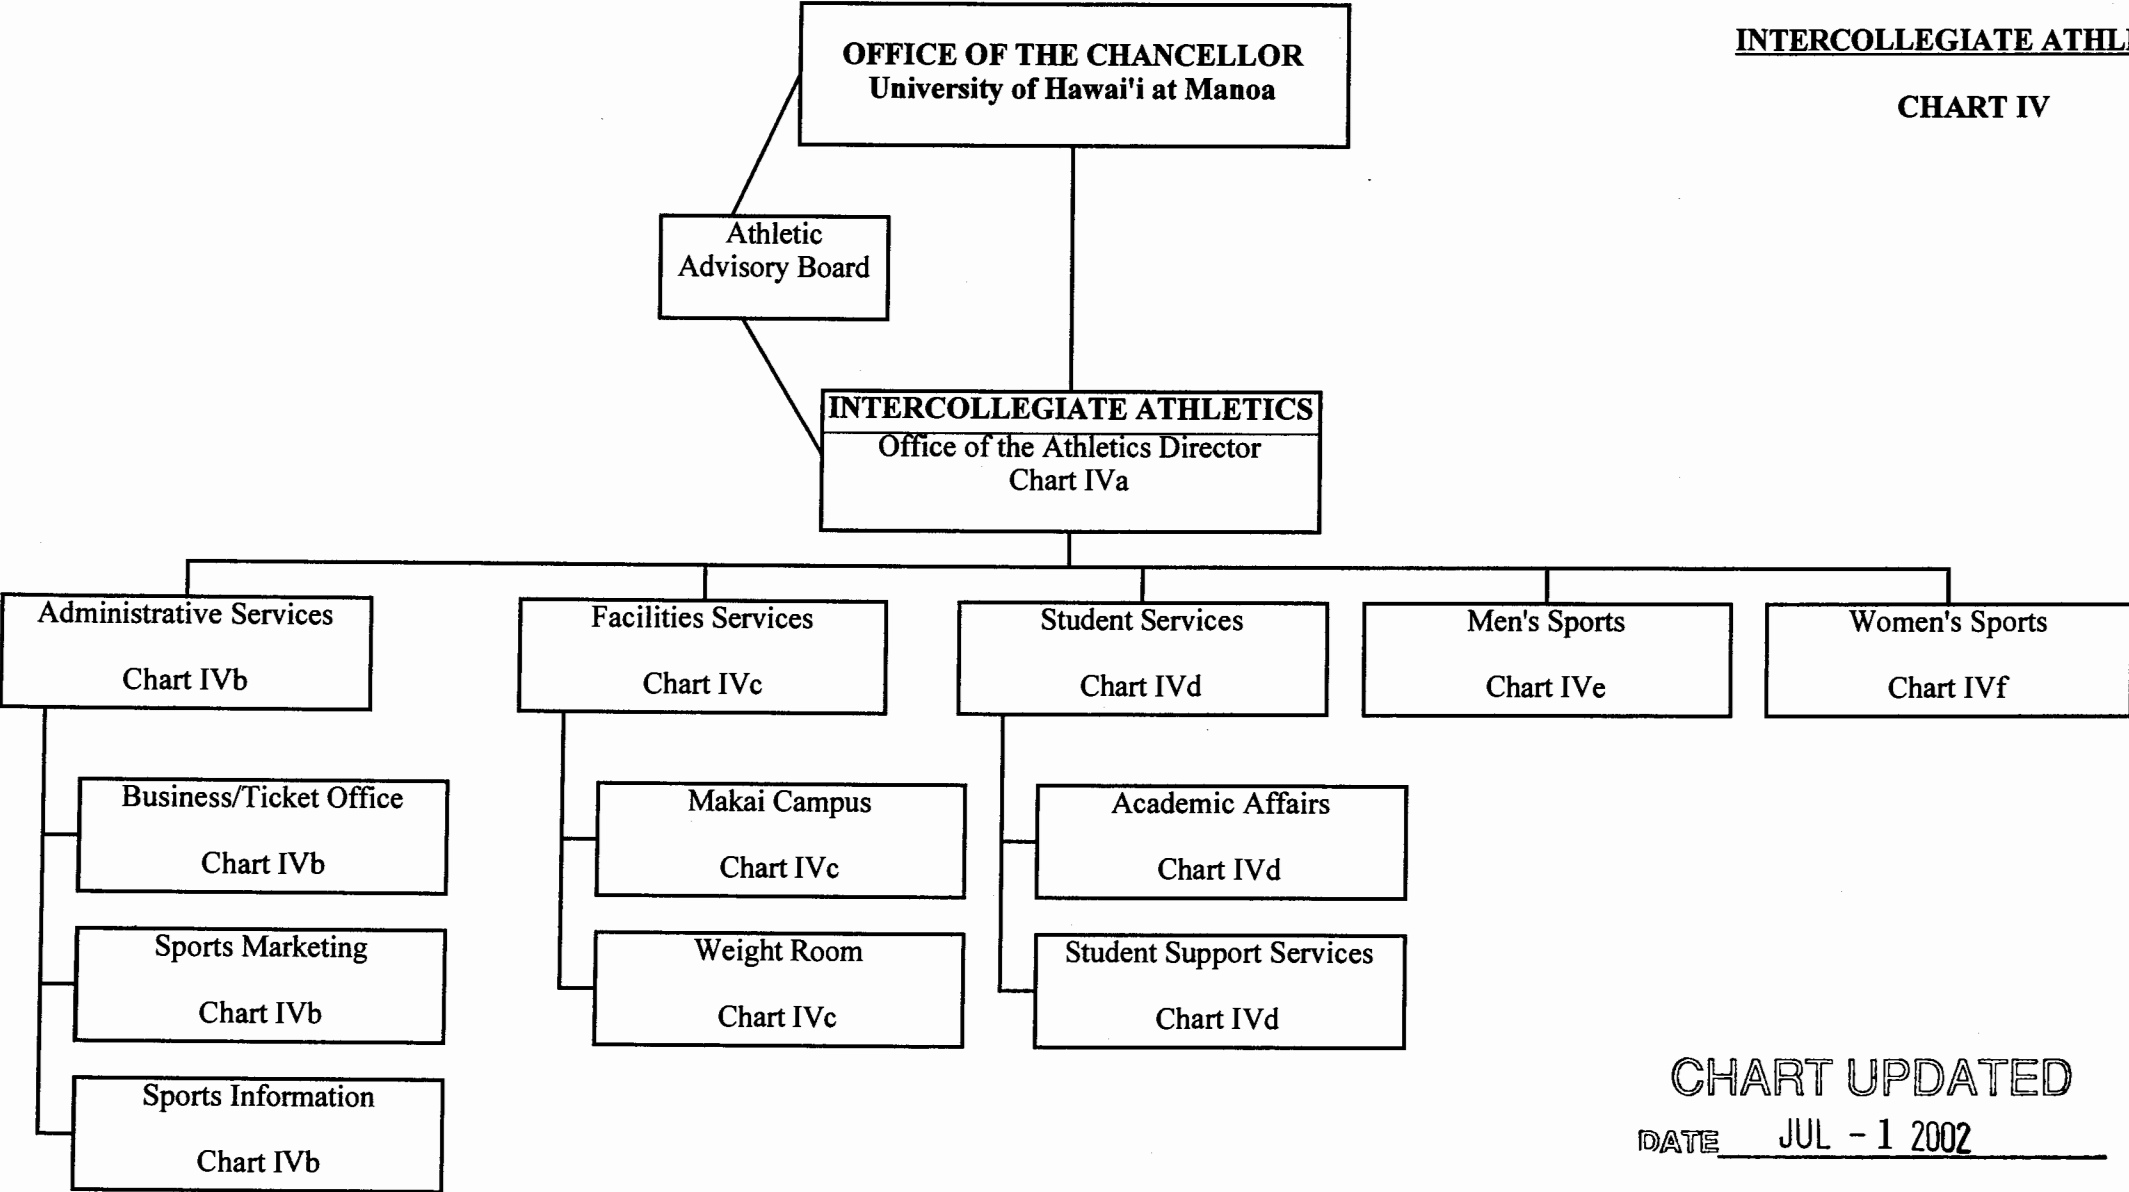 OFFICE OF THE CHANCELLOR
University of Hawai'i at Manoa
INTERCOLLEGIATE ATHL
CHART IV
Athletic
Advisory Board
INTERCOLLEGIATE ATHLETICS
Office of the Athletics Director
Chart IVa
Administrative Services
Chart IVb
Facilities Services
Chart IVc
Student Services
Chart IVd
Men's Sports
Chart IVe
Women's Sports
Chart IVf
Business/Ticket Office
Chart IVb
Sports Marketing
Chart IVb
Sports Information
Chart IVb
Makai Campus
Chart IVc
Weight Room
Chart IVc
Academic Affairs
Chart IVd
Student Support Services
Chart IVd
CHART UPDATED
DATE JUL - 1 2002